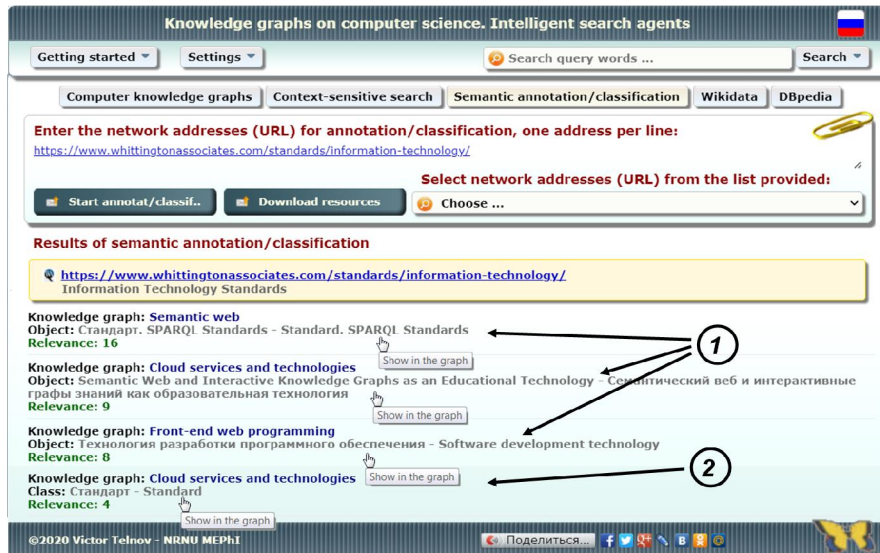 Knowledge graphs on computer science. Intelligent search agents
Getting started Settings Search query words ... Search
Computer knowledge graphs Context-sensitive search Semantic annotation/classification Wikidata DBpedia
Enter the network addresses (URL) for annotation/classification, one address per line:
https://www.whittingtonassociates.com/standards/information-technology/
Select network addresses (URL) from the list provided:
Start annotat/classif.. Download resources Choose ...
Results of semantic annotation/classification
https://www.whittingtonassociates.com/standards/information-technology/
Information Technology Standards
Knowledge graph: Semantic web
Object: Стандарт. SPARQL Standards - Standard. SPARQL Standards
Relevance: 16
Show in the graph
1
Knowledge graph: Cloud services and technologies
Object: Semantic Web and Interactive Knowledge Graphs as an Educational Technology - Семантический веб и интерактивные
графы знаний как образовательная технология
Relevance: 9
Show in the graph
Knowledge graph: Front-end web programming
Object: Технология разработки программного обеспечения - Software development technology
Relevance: 8
Show in the graph
2
Knowledge graph: Cloud services and technologies
Class: Стандарт - Standard
Relevance: 4
Show in the graph
©2020 Victor Telnov - NRNU MEPhI Поделиться...